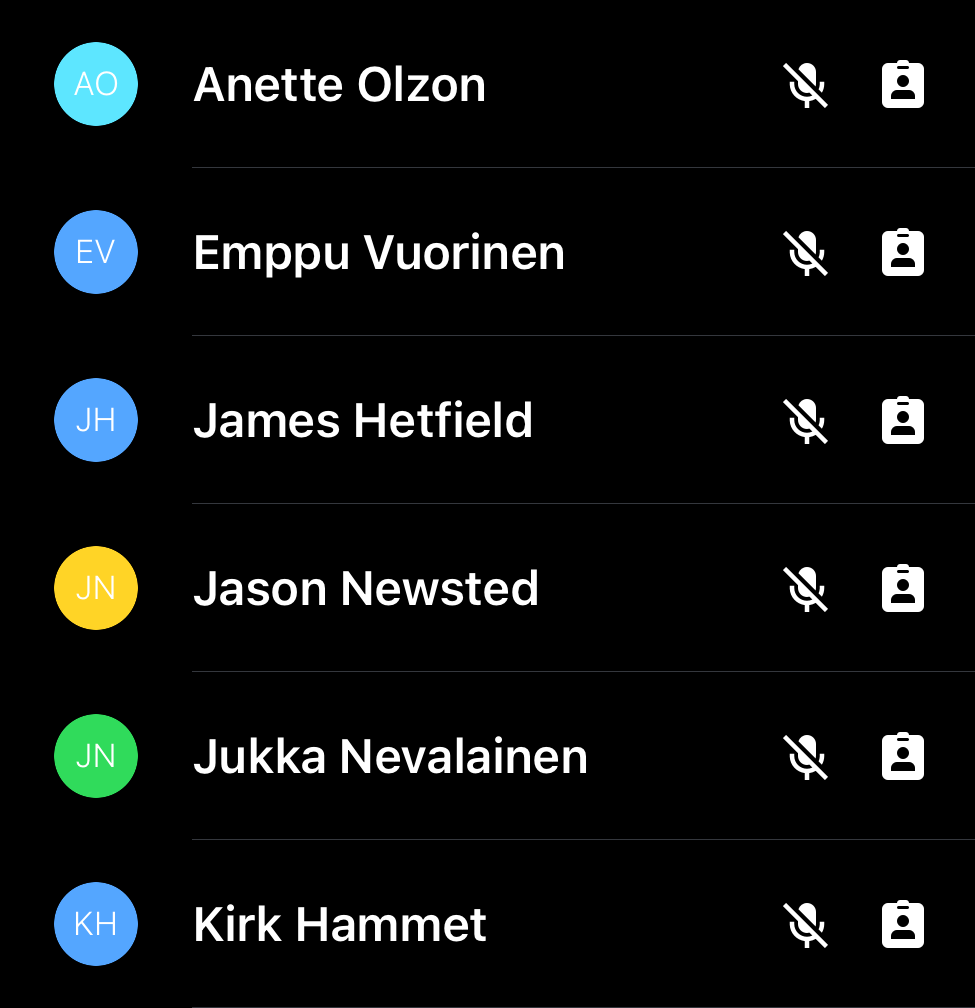 AO Anette Olzon
EV Emppu Vuorinen
JH James Hetfield
JN Jason Newsted
JN Jukka Nevalainen
KH Kirk Hammet